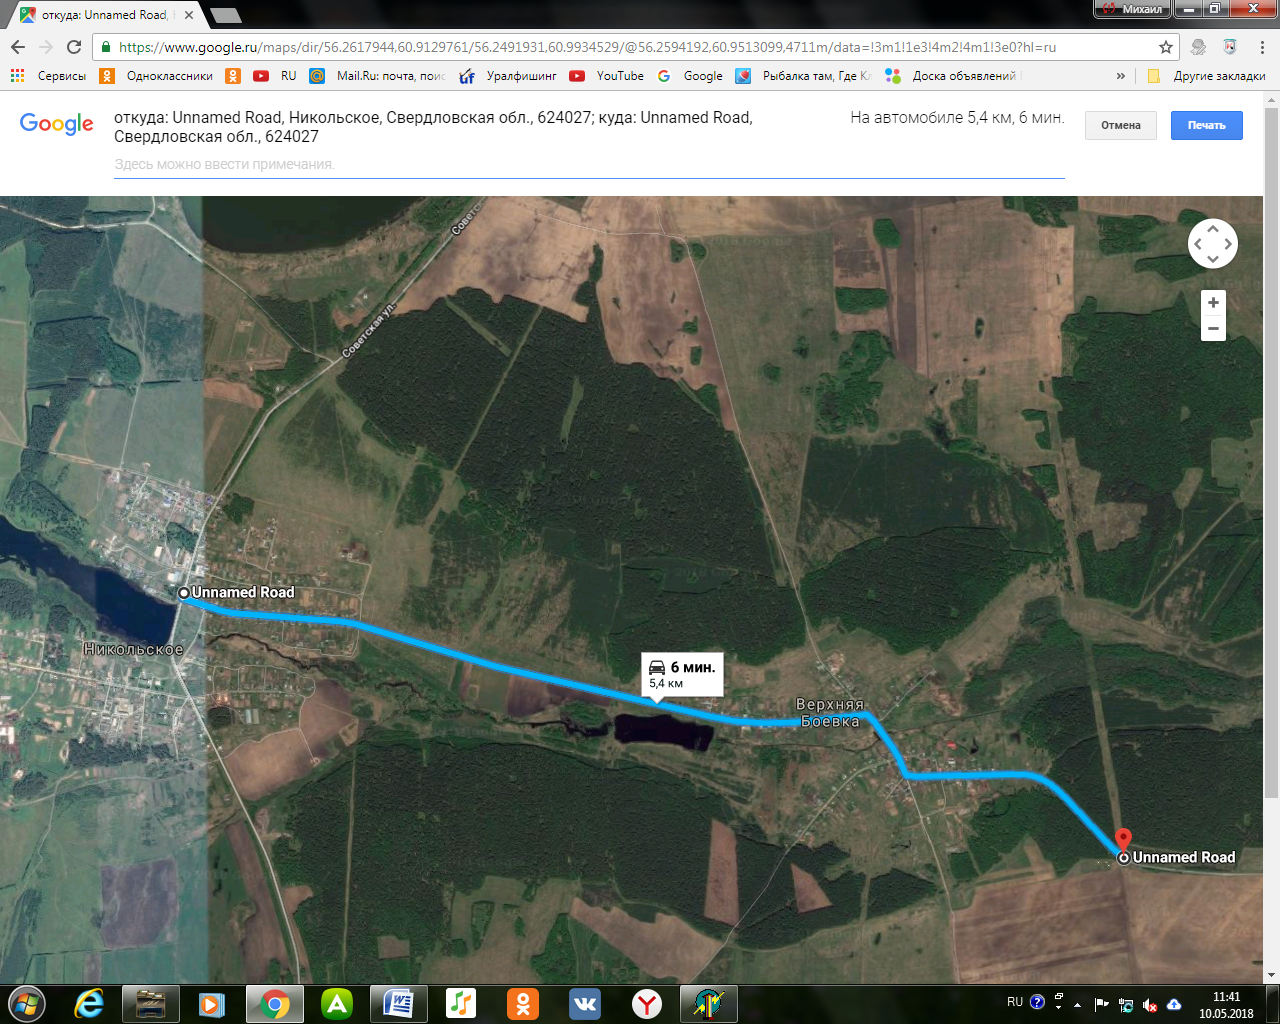 откуда: Unnamed Road,
Михаил
https://www.google.ru/maps/dir/56.2617944,60.9129761/56.2491931,60.9934529/@56.2594192,60.9513099,4711m/data=!3m1!1e3!4m2!4m1!3e0?hl=ru
Сервисы Одноклассники RU Mail.Ru: почта, пои Уралфишинг YouTube Google Рыбалка там, Где Доска объявлений » Другие закладки
Google
откуда: Unnamed Road, Никольское, Свердловская обл., 624027; куда: Unnamed Road,
Свердловская обл., 624027
На автомобиле 5,4 км, 6 мин.
Отмена
Печать
Здесь можно ввести примечания.
Советская ул.
Unnamed Road
Никольское
6 мин.
5,4 км
Верхняя
Боевка
Unnamed Road
RU
11:41
10.05.2018